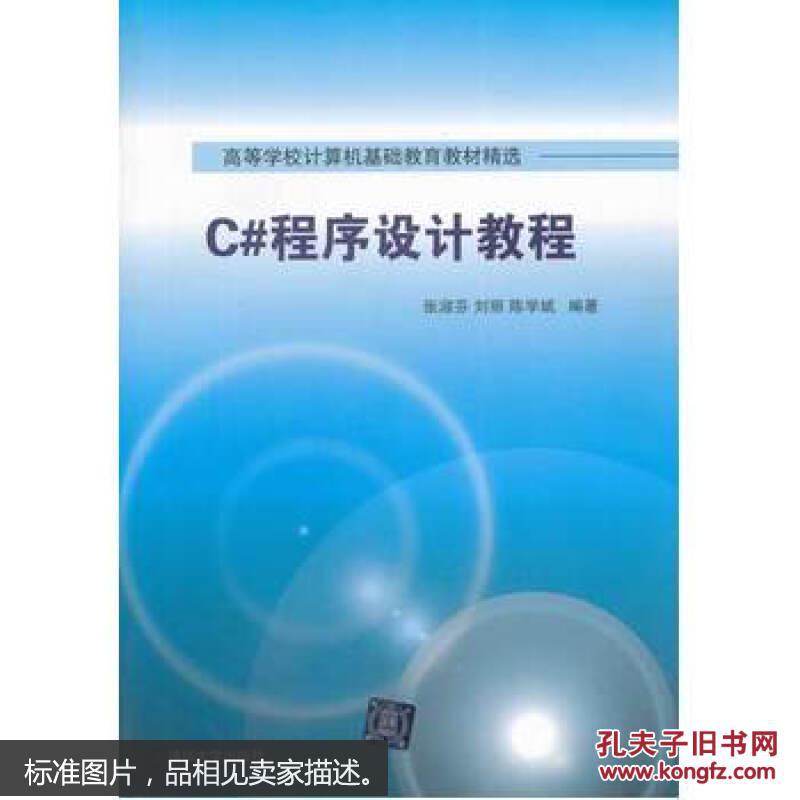 高等学校计算机基础教育教材精选
C#程序设计教程
张淑芬 刘丽 陈学斌 编著
标准图片，品相见卖家描述。
孔夫子旧书网
www.kongfz.com